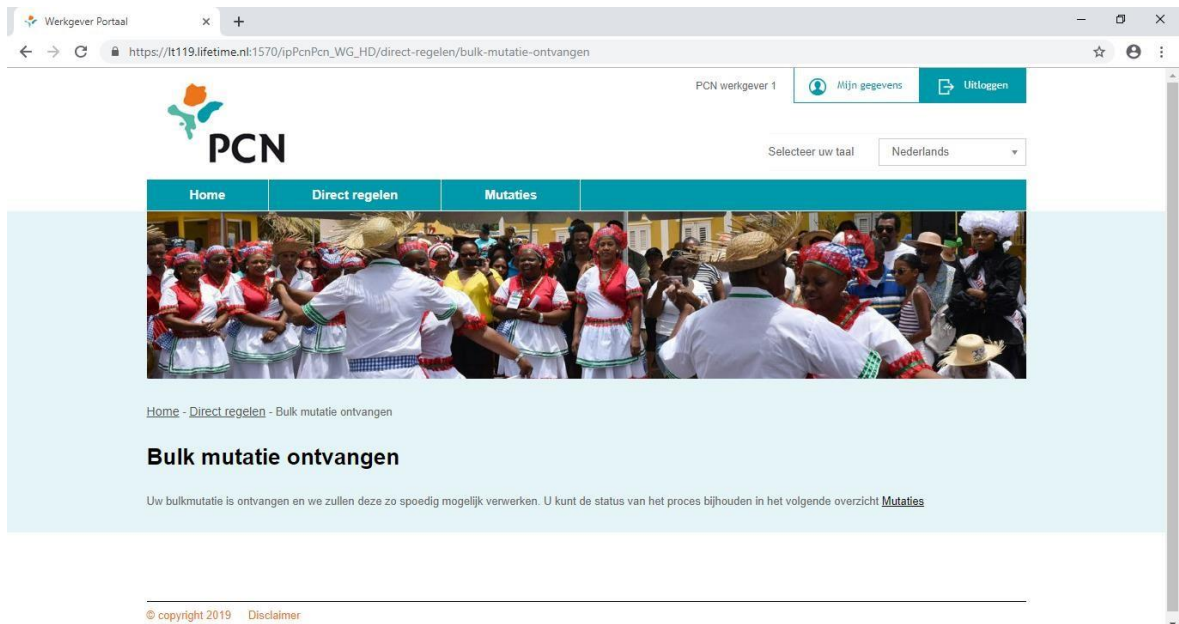 Werkgever Portaal
https://lt119.lifetime.nl:1570/ipPcnPcn_WG_HD/direct-regelen/bulk-mutatie-ontvangen
PCN werkgever 1 Mijn gegevens Uitloggen
PCN
Selecteer uw taal Nederlands
Home Direct regelen Mutaties
Home - Direct regelen - Bulk mutatie ontvangen
Bulk mutatie ontvangen
Uw bulkmutatie is ontvangen en we zullen deze zo spoedig mogelijk verwerken. U kunt de status van het proces bijhouden in het volgende overzicht Mutaties
© copyright 2019 Disclaimer